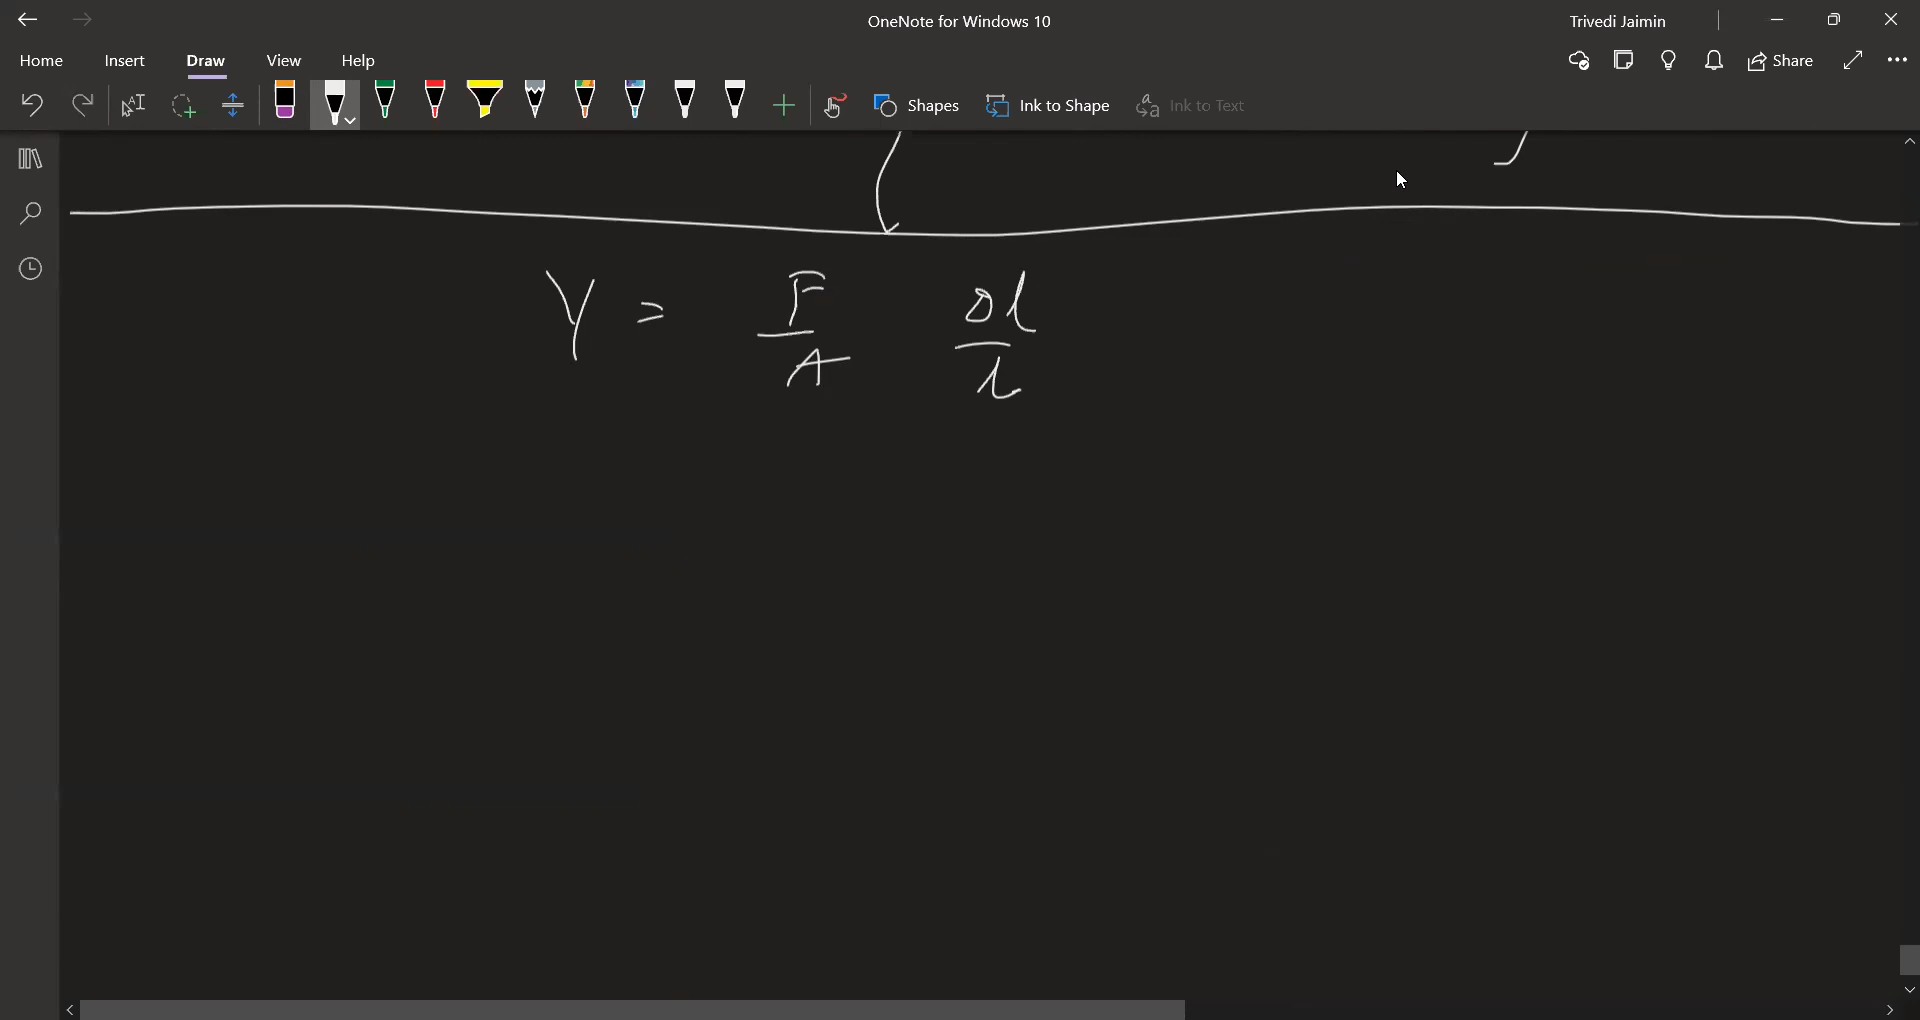 OneNote for Windows 10
Trivedi Jaimin
Home Insert Draw View Help
Share
Shapes Ink to Shape Ink to Text
Y = F/A Δl/l